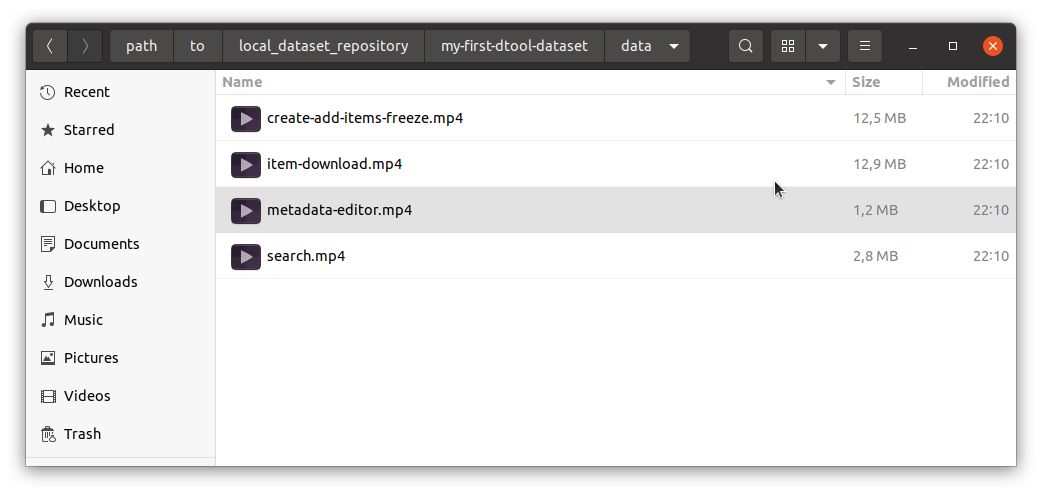 path to local_dataset_repository my-first-dtool-dataset data
Name Size Modified
Recent
Starred
Home
Desktop
Documents
Downloads
Music
Pictures
Videos
Trash
create-add-items-freeze.mp4 12,5 MB 22:10
item-download.mp4 12,9 MB 22:10
metadata-editor.mp4 1,2 MB 22:10
search.mp4 2,8 MB 22:10